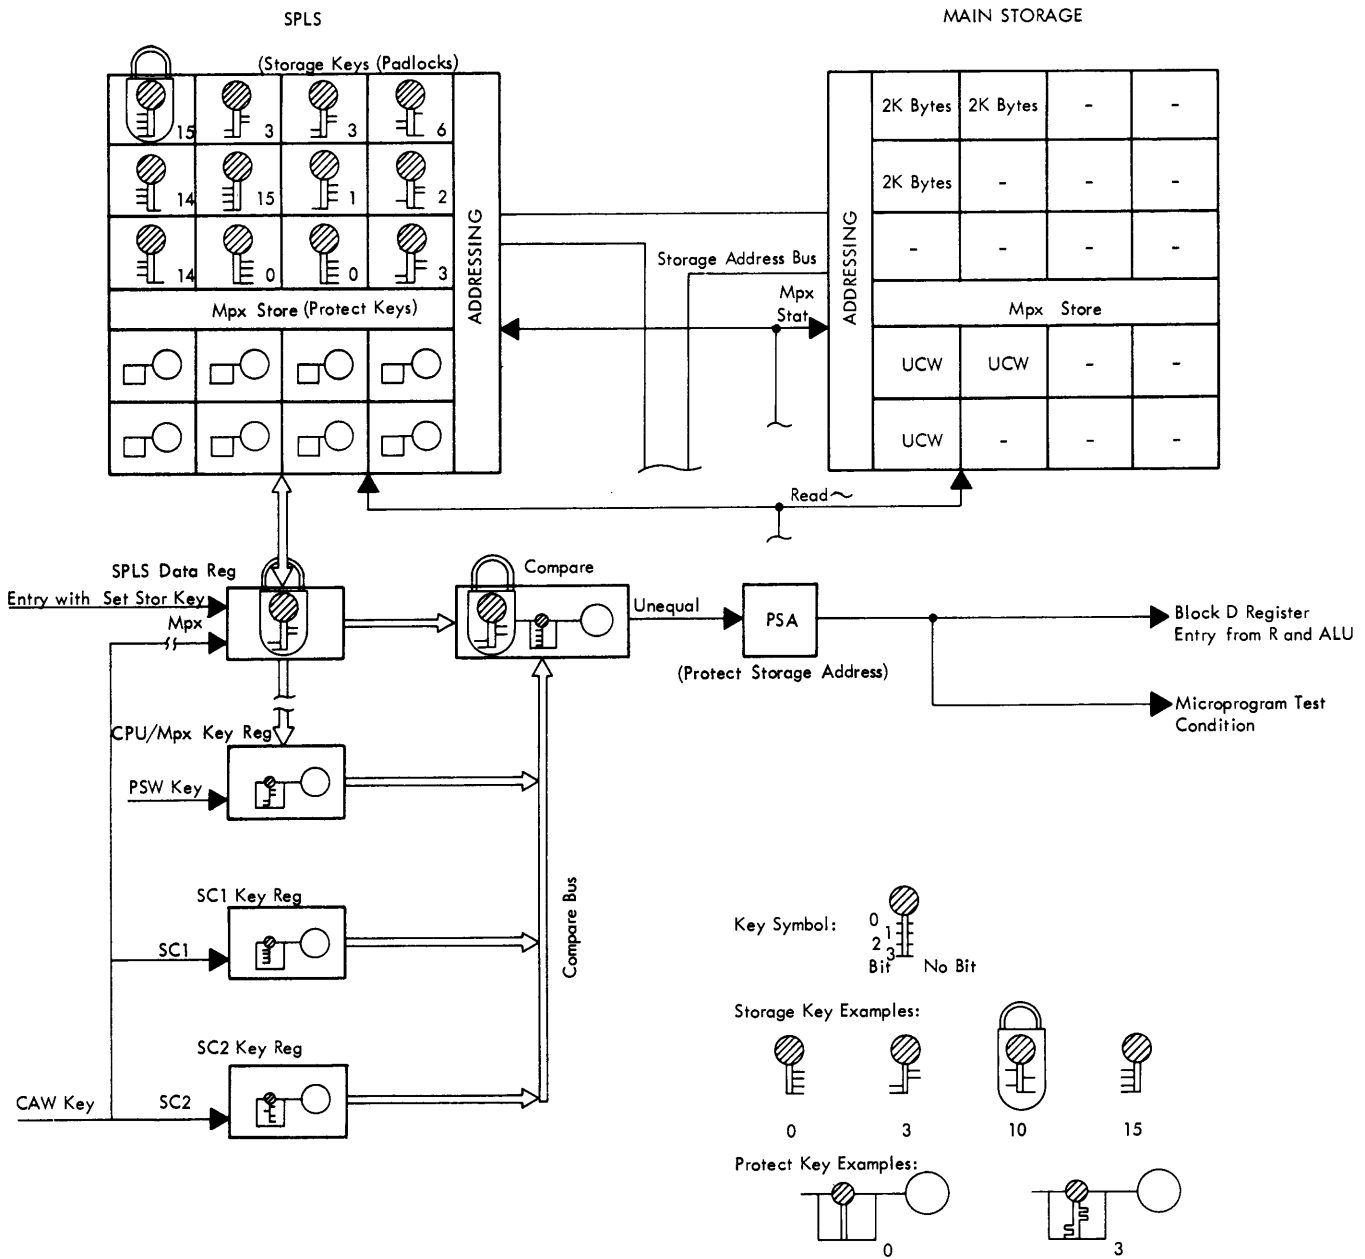 SPLS
MAIN STORAGE
(Storage Keys (Padlocks)
15 3 3 6
14 15 1 2
14 0 0 3
Mpx Store (Protect Keys)
ADDRESSING
Storage Address Bus
Mpx
Stat
ADDRESSING
2K Bytes 2K Bytes - -
2K Bytes - - -
- - - -
Mpx Store
UCW UCW - -
UCW - - -
Read~
SPLS Data Reg
Entry with Set Stor Key
Mpx
Compare
Unequal
PSA
(Protect Storage Address)
Block D Register
Entry from R and ALU
Microprogram Test
Condition
CPU/Mpx Key Reg
PSW Key
SC1 Key Reg
SC1
SC2 Key Reg
CAW Key
SC2
Compare Bus
Key Symbol:
0
1
2
3
Bit No Bit
Storage Key Examples:
0 3 10 15
Protect Key Examples:
0 3